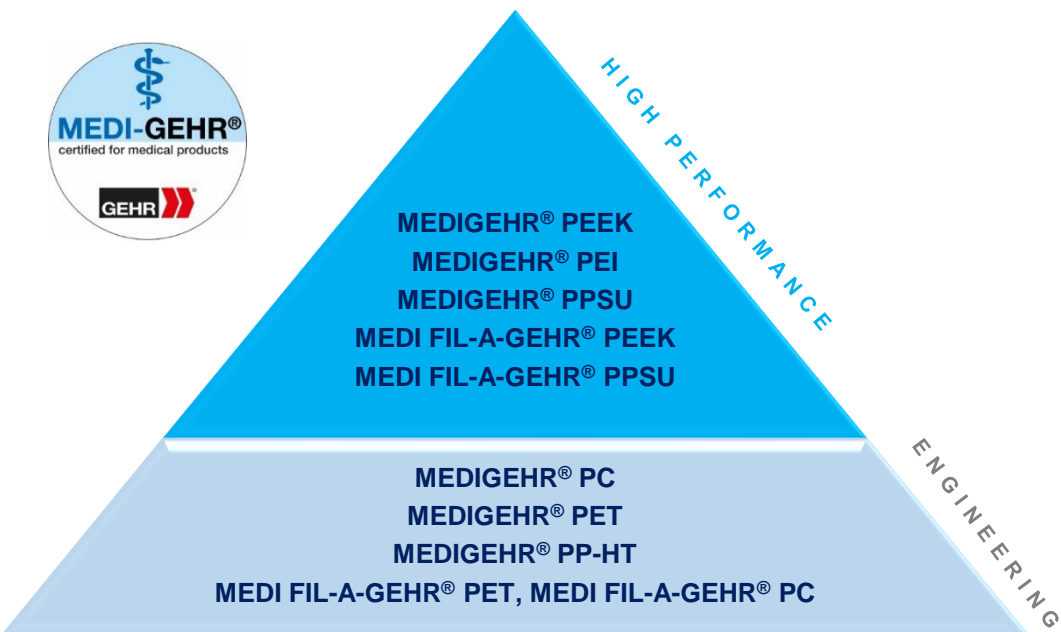 MEDI-GEHR®
certified for medical products
GEHR®
HIGH PERFORMANCE
MEDIGEHR® PEEK
MEDIGEHR® PEI
MEDIGEHR® PPSU
MEDI FIL-A-GEHR® PEEK
MEDI FIL-A-GEHR® PPSU
ENGINEERING
MEDIGEHR® PC
MEDIGEHR® PET
MEDIGEHR® PP-HT
MEDI FIL-A-GEHR® PET, MEDI FIL-A-GEHR® PC